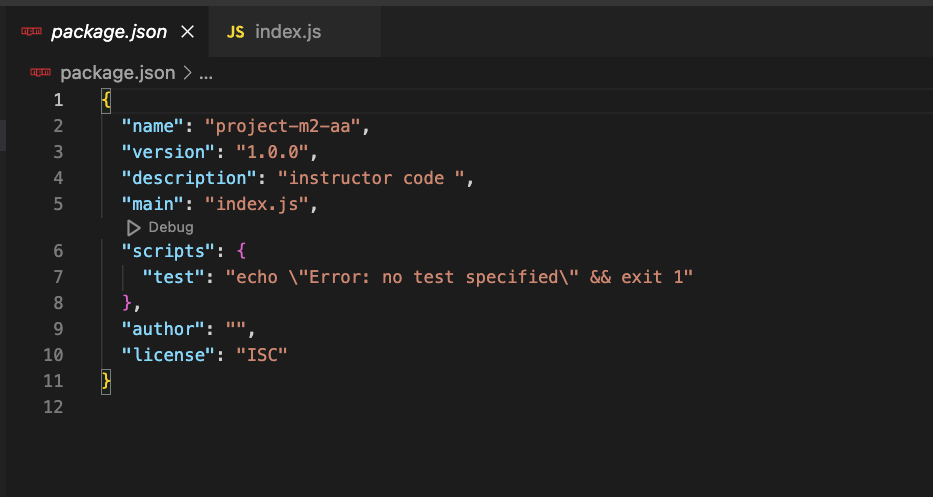 npm package.json × JS index.js
npm package.json > ...
1 {
2 "name": "project-m2-aa",
3 "version": "1.0.0",
4 "description": "instructor code ",
5 "main": "index.js",
Debug
6 "scripts": {
7 "test": "echo \"Error: no test specified\" && exit 1"
8 },
9 "author": "",
10 "license": "ISC"
11 }
12